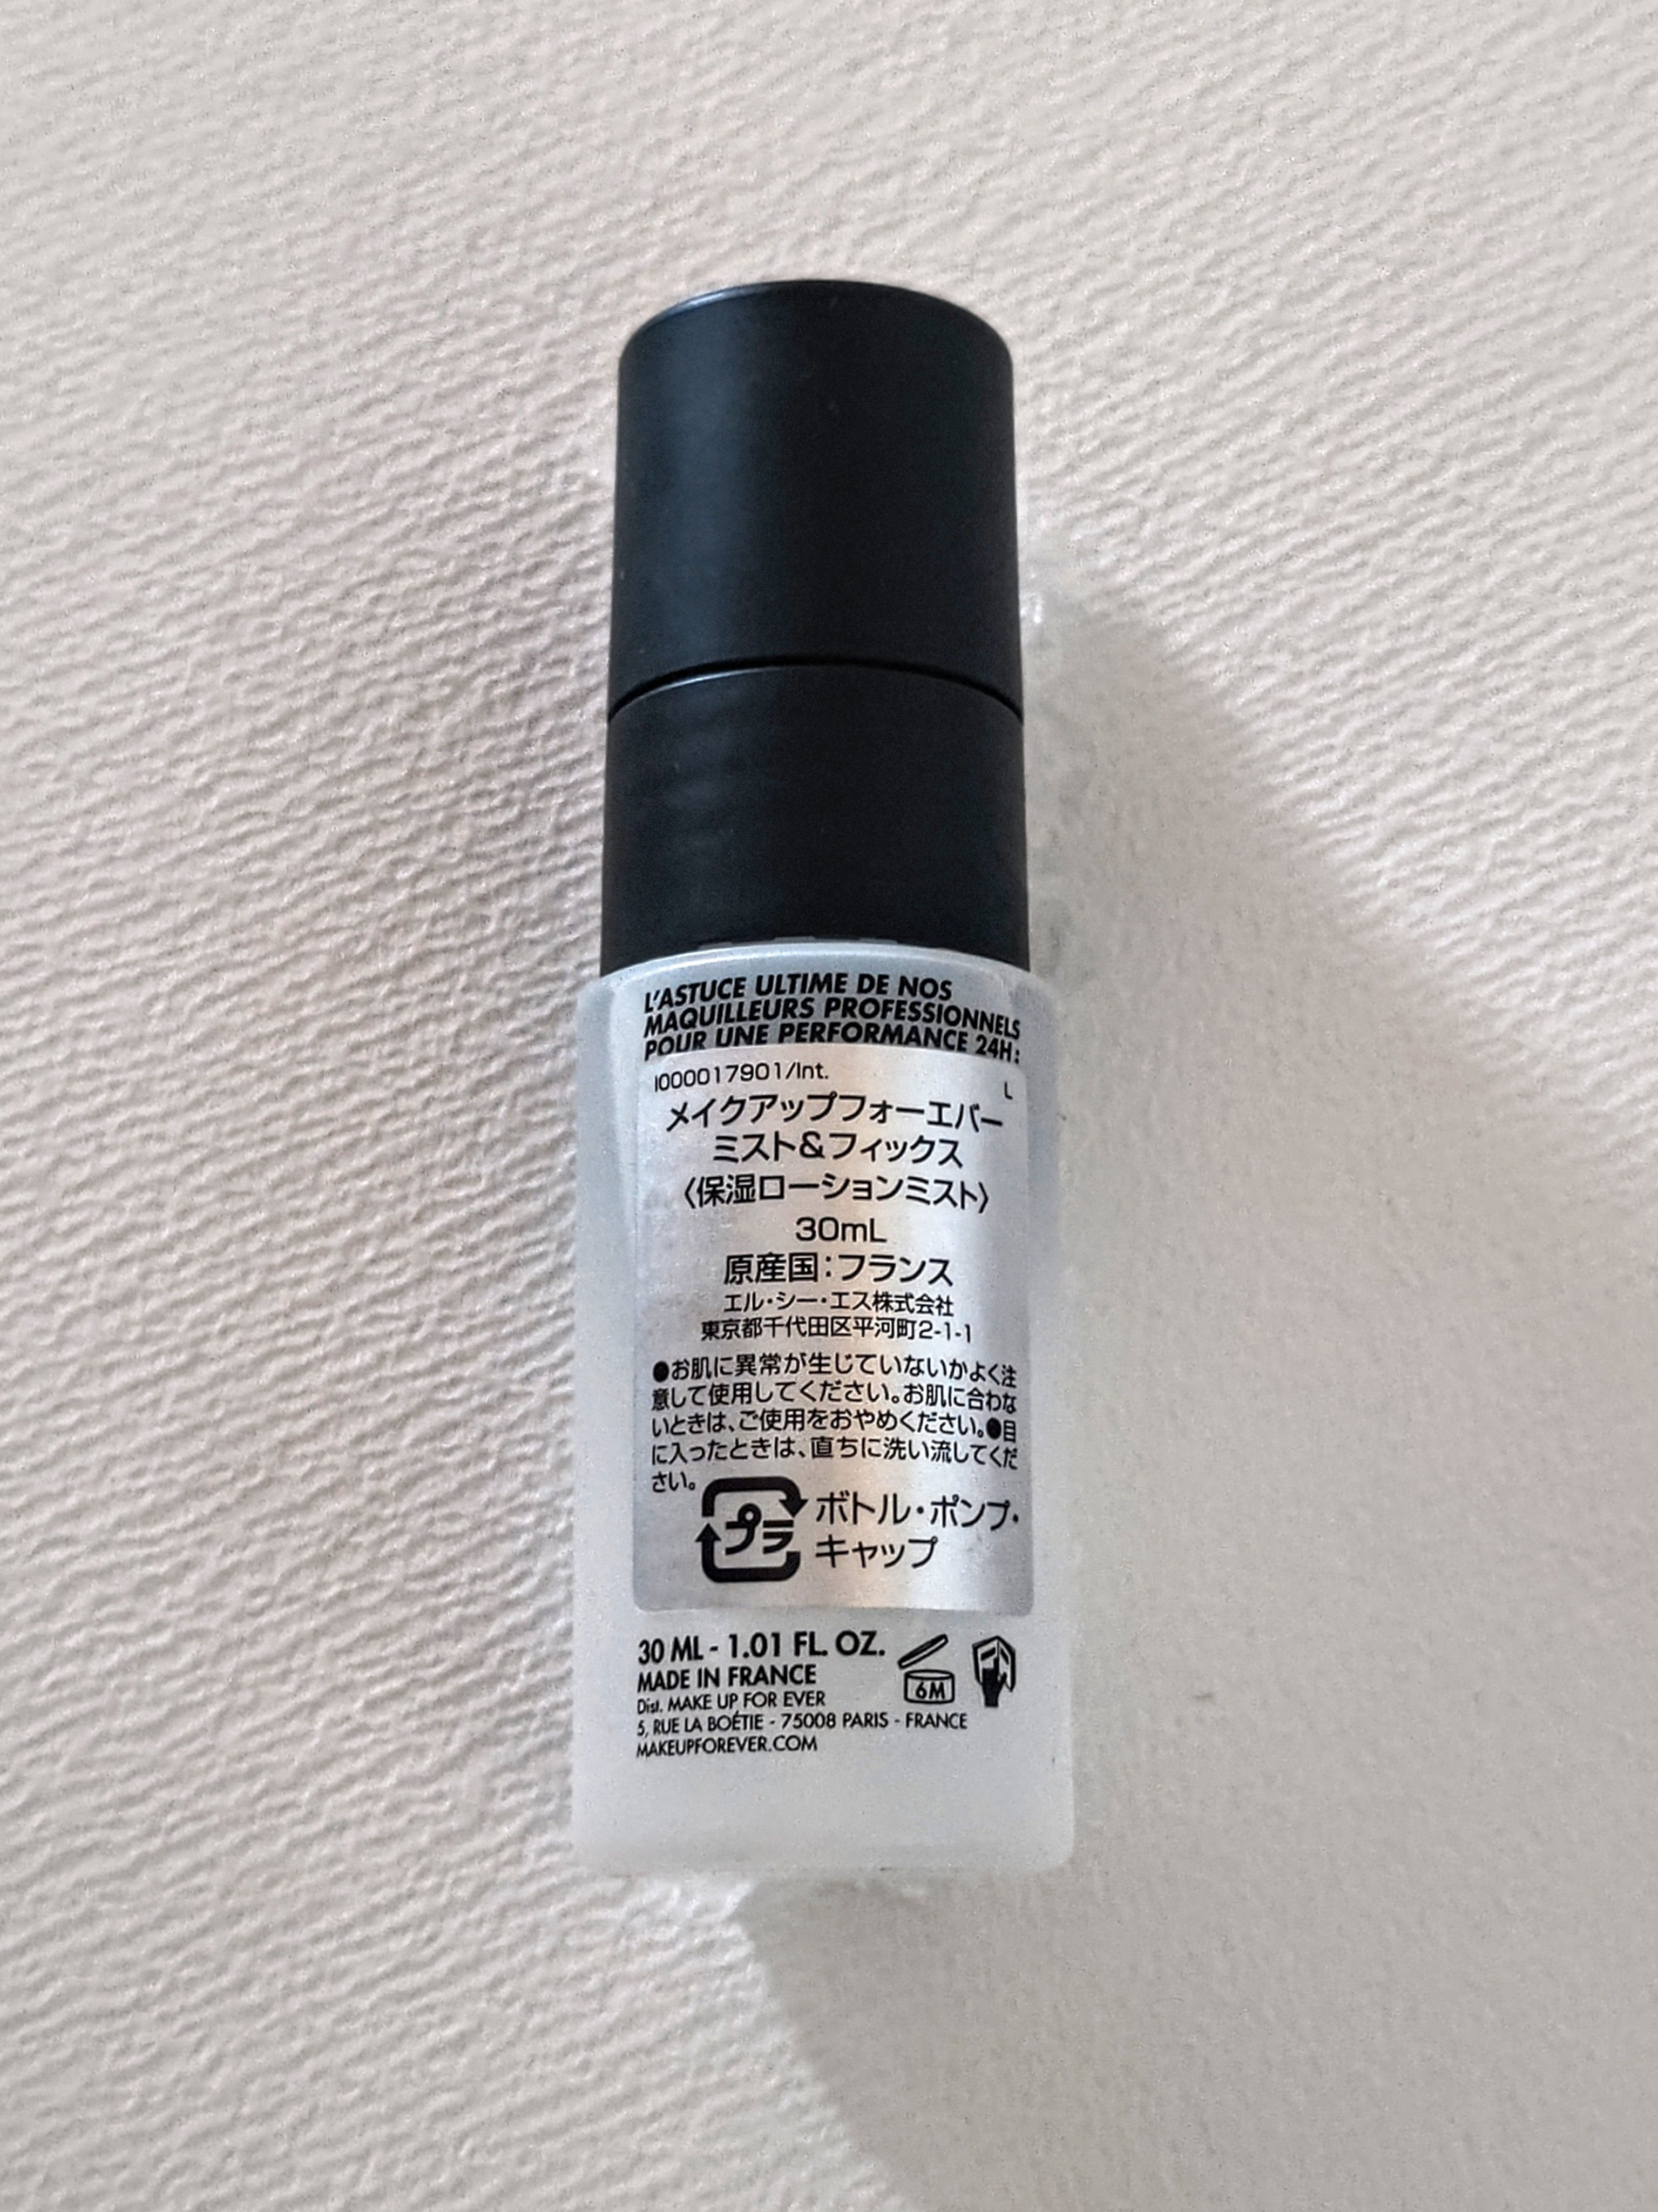 L'ASTUCE ULTIME DE NOS
MAQUILLEURS PROFESSIONNELS
POUR UNE PERFORMANCE 24H :
I000017901/Int.
L
メイクアップフォーエバー
ミスト&フィックス
〈保湿ローションミスト〉
30mL
原産国:フランス
エル・シー・エス株式会社
東京都千代田区平河町2-1-1
●お肌に異常が生じていないかよく注
意して使用してください。お肌に合わな
いときは、ご使用をおやめください。●目
に入ったときは、直ちに洗い流してくだ
さい。
プラ
ボトル・ポンプ・
キャップ
30 ML - 1.01 FL. OZ.
MADE IN FRANCE
6M
Dist. MAKE UP FOR EVER
5, RUE LA BOÉTIE - 75008 PARIS - FRANCE
MAKEUPFOREVER.COM